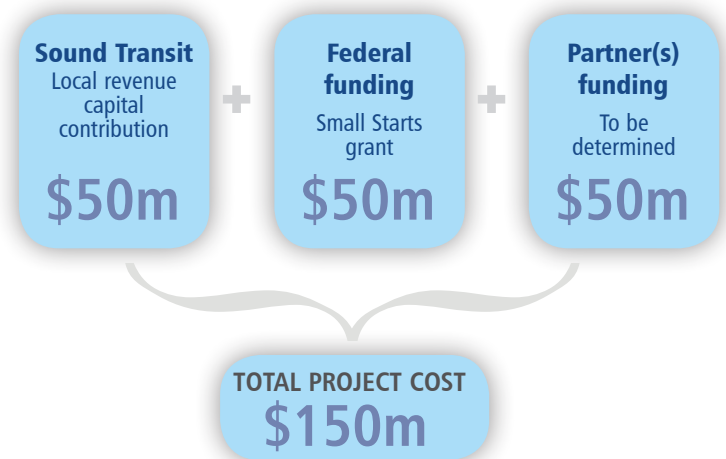 Sound Transit
Local revenue
capital
contribution
$50m
+
Federal
funding
Small Starts
grant
$50m
+
Partner(s)
funding
To be
determined
$50m
TOTAL PROJECT COST
$150m